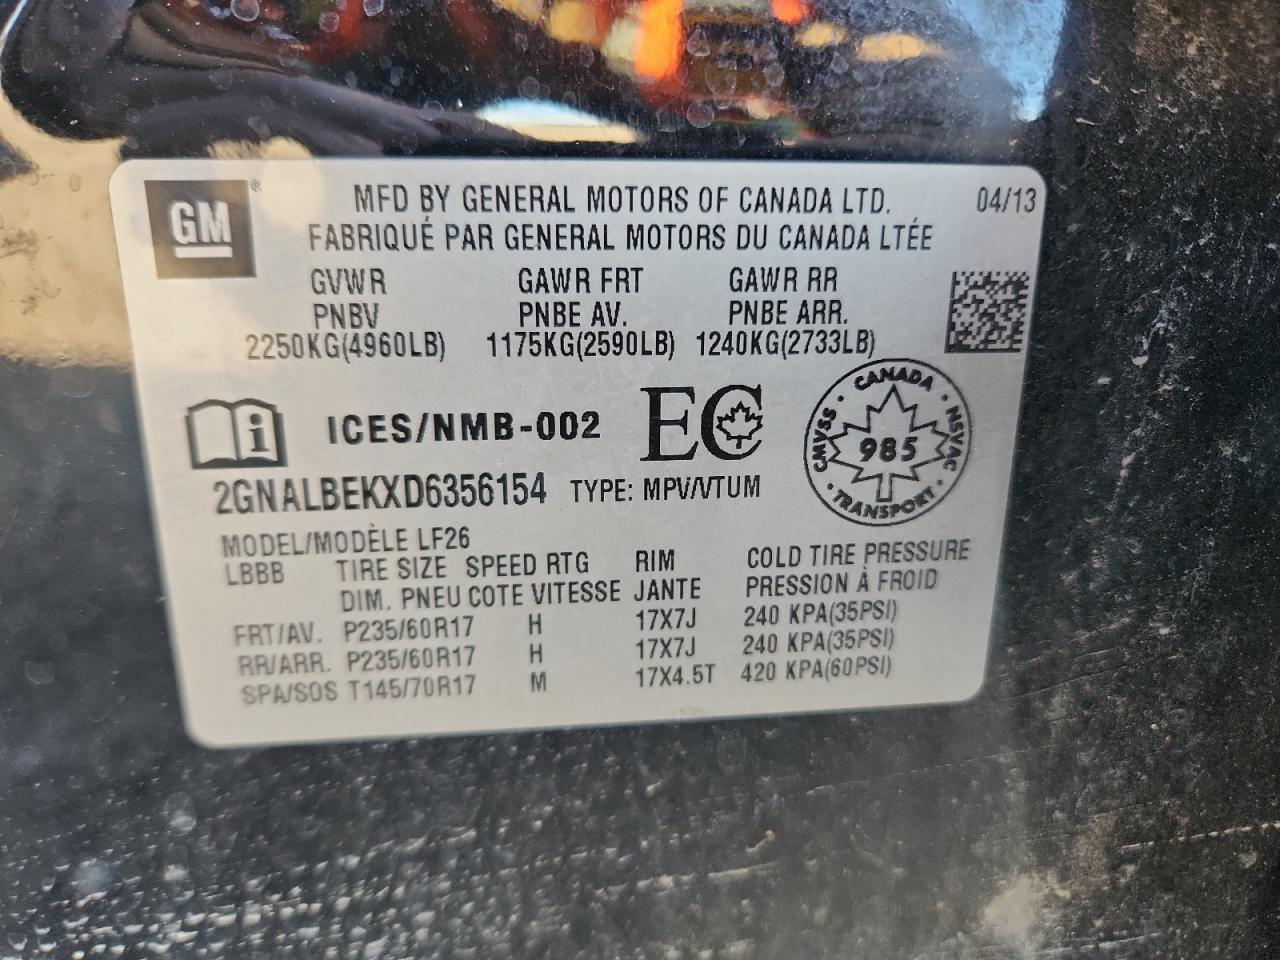 GM ® MFD BY GENERAL MOTORS OF CANADA LTD. 04/13
FABRIQUÉ PAR GENERAL MOTORS DU CANADA LTÉE
GVWR GAWR FRT GAWR RR
PNBV PNBE AV. PNBE ARR.
2250KG(4960LB) 1175KG(2590LB) 1240KG(2733LB)
i ICES/NMB-002 EC
CANADA · NSVAC · TRANSPORT · CMVSS ·
985
2GNALBEKXD6356154 TYPE: MPV/VTUM
MODEL/MODÈLE LF26
LBBB TIRE SIZE SPEED RTG RIM COLD TIRE PRESSURE
DIM. PNEU COTE VITESSE JANTE PRESSION À FROID
FRT/AV. P235/60R17 H 17X7J 240 KPA(35PSI)
RR/ARR. P235/60R17 H 17X7J 240 KPA(35PSI)
SPA/SOS T145/70R17 M 17X4.5T 420 KPA(60PSI)